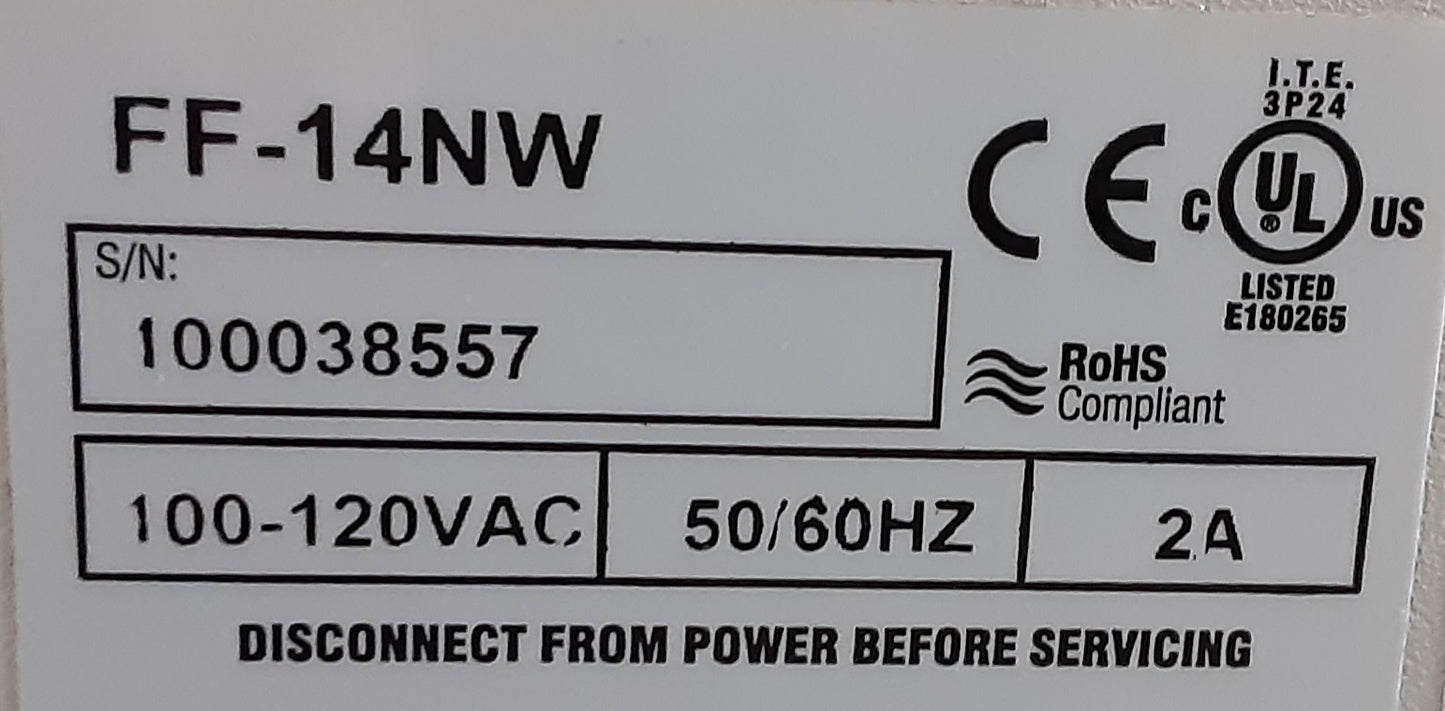 FF-14NW
I.T.E.
3P24
CE
C UL® US
LISTED
E180265
S/N:
100038557
RoHS
Compliant
100-120VAC 50/60HZ 2A
DISCONNECT FROM POWER BEFORE SERVICING